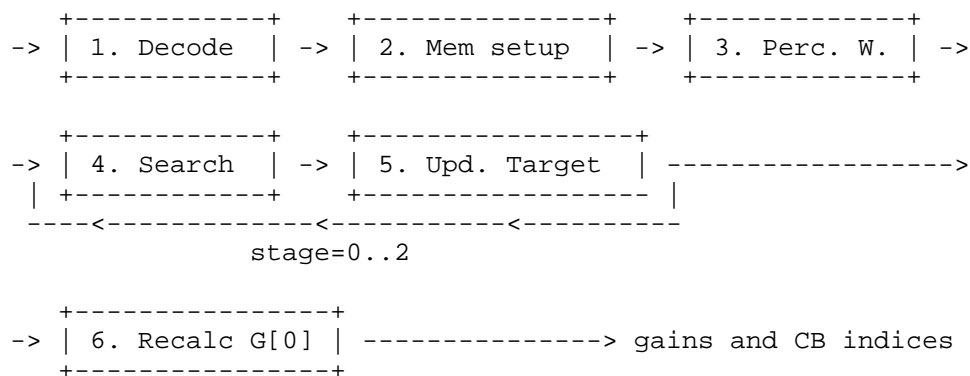 +------------+    +---------------+    +------------+
-> | 1. Decode  | -> | 2. Mem setup  | -> | 3. Perc. W. | ->
+------------+    +---------------+    +------------+
+------------+    +-----------------+
-> | 4. Search  | -> | 5. Upd. Target  | ------------------>
| +------------+    +----------------- |
----<-------------<-----------<----------
stage=0..2
+----------------+
-> | 6. Recalc G[0] | ---------------> gains and CB indices
+----------------+